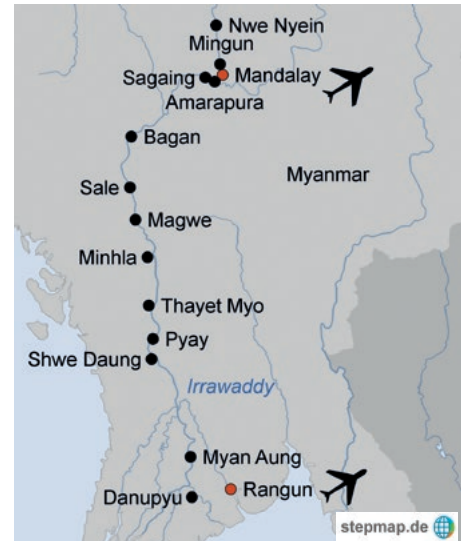 Nwe Nyein
Mingun
Sagaing
Mandalay
Amarapura
Bagan
Myanmar
Sale
Magwe
Minhla
Thayet Myo
Pyay
Shwe Daung
Irrawaddy
Myan Aung
Danupyu
Rangun
stepmap.de